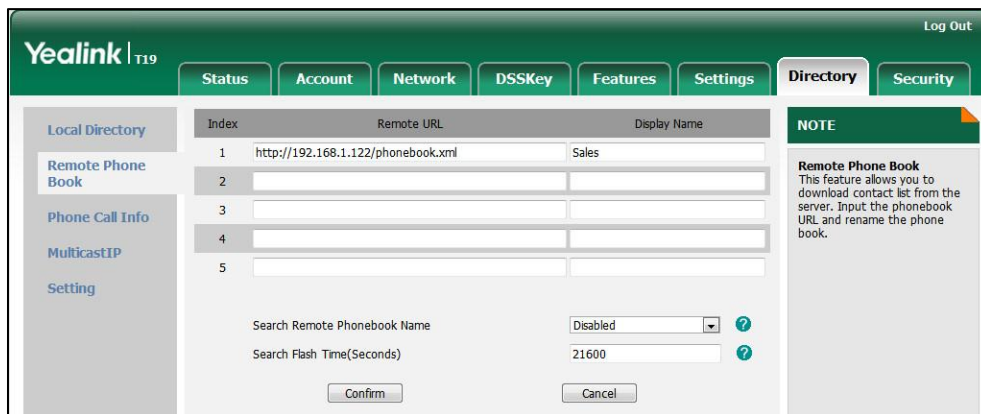 Log Out
Yealink T19
Status Account Network DSSKey Features Settings Directory Security
Local Directory
Remote Phone
Book
Phone Call Info
MulticastIP
Setting
Index Remote URL Display Name
1 http://192.168.1.122/phonebook.xml Sales
2
3
4
5
Search Remote Phonebook Name Disabled ?
Search Flash Time(Seconds) 21600 ?
Confirm Cancel
NOTE
Remote Phone Book
This feature allows you to
download contact list from the
server. Input the phonebook
URL and rename the phone
book.